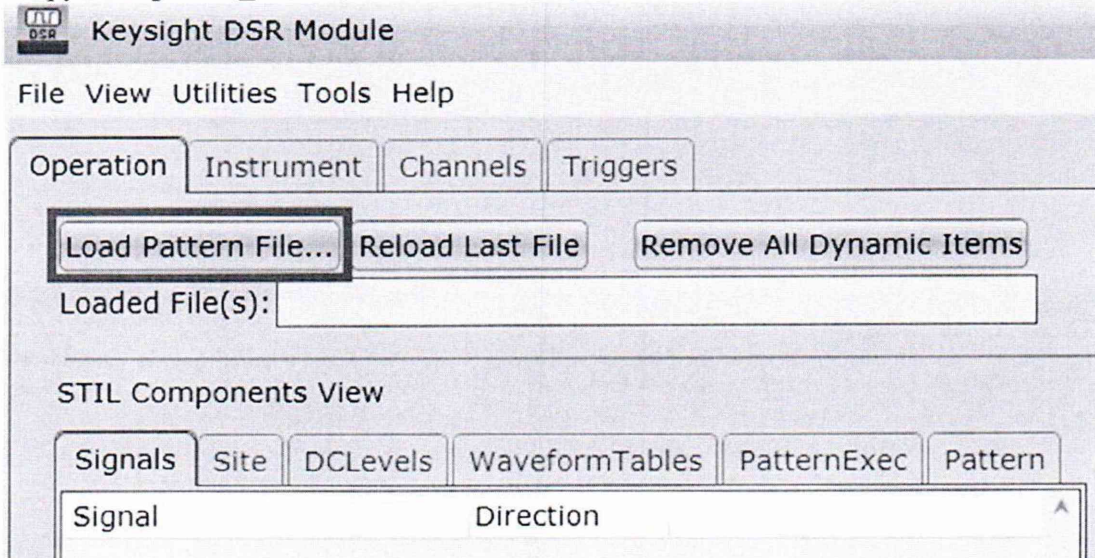 DSR Keysight DSR Module
File View Utilities Tools Help
Operation Instrument Channels Triggers
Load Pattern File... Reload Last File Remove All Dynamic Items
Loaded File(s):
STIL Components View
Signals Site DCLevels WaveformTables PatternExec Pattern
Signal Direction